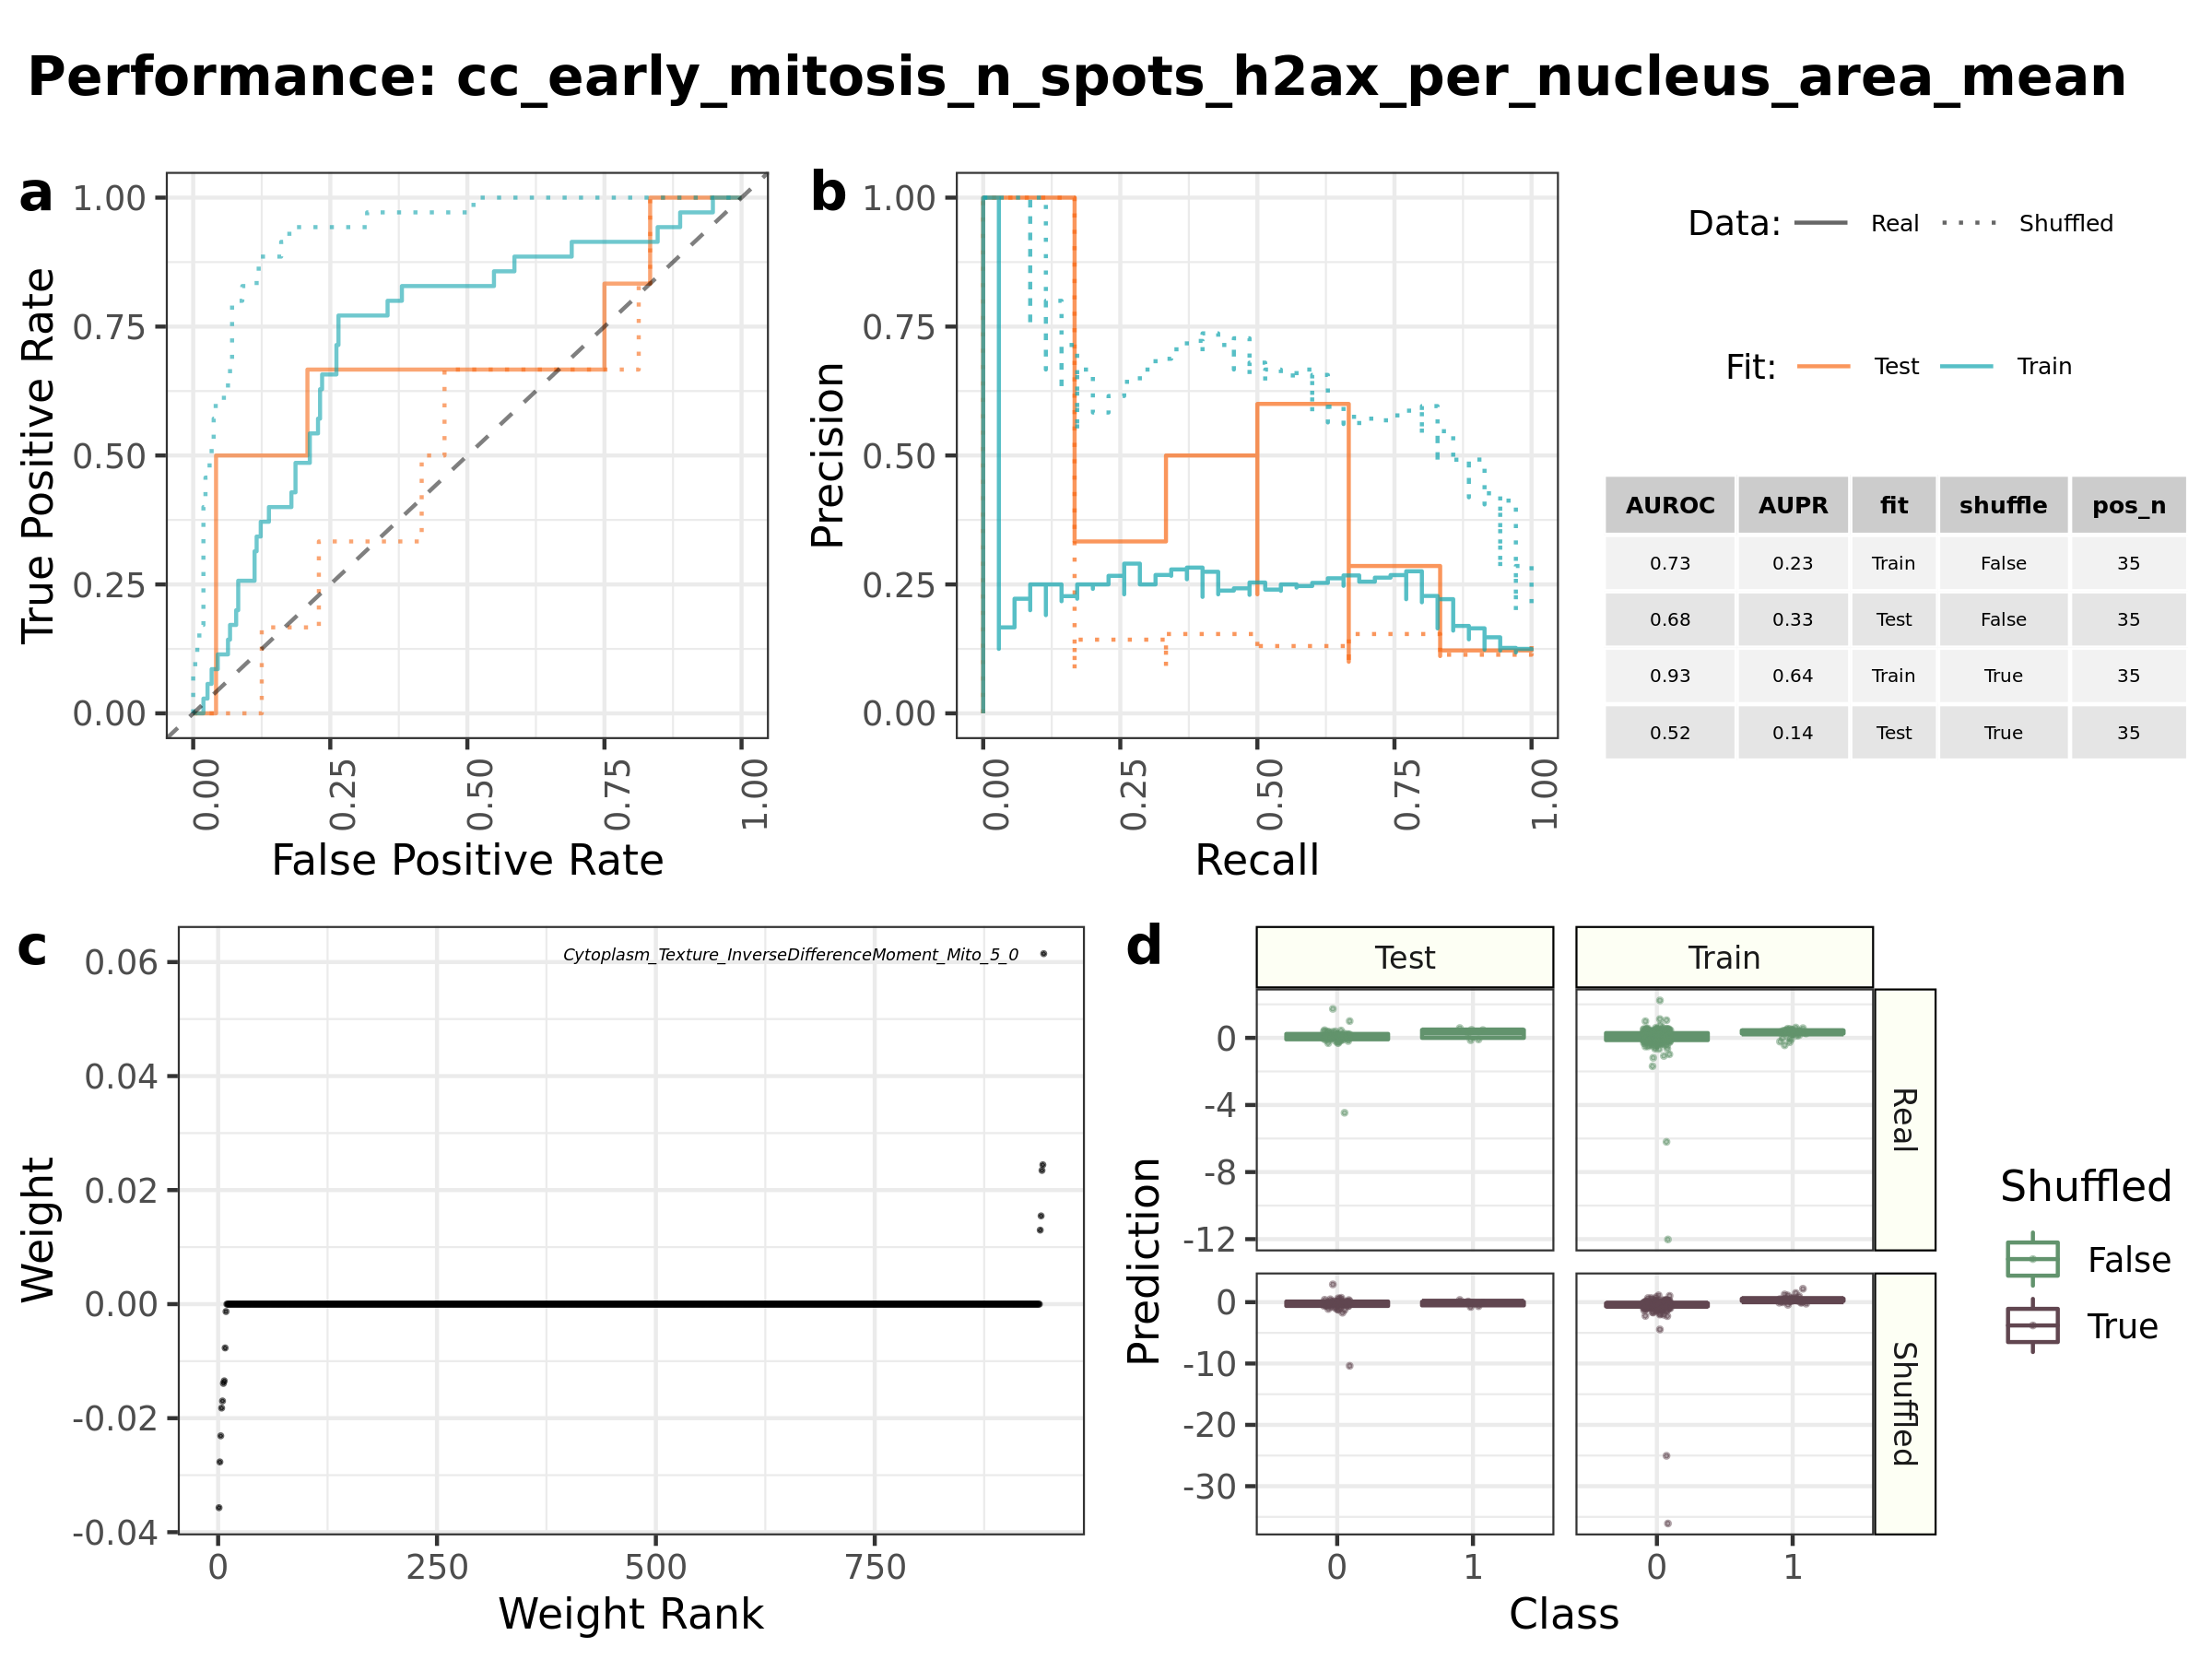 Performance: cc_early_mitosis_n_spots_h2ax_per_nucleus_area_mean
a
1.00
0.75
0.50
0.25
0.00
True Positive Rate
0.00 0.25 0.50 0.75 1.00
False Positive Rate
b
1.00
0.75
0.50
0.25
0.00
Precision
0.00 0.25 0.50 0.75 1.00
Recall
Data: Real Shuffled
Fit: Test Train
AUROC AUPR fit shuffle pos_n
0.73 0.23 Train False 35
0.68 0.33 Test False 35
0.93 0.64 Train True 35
0.52 0.14 Test True 35
c
Cytoplasm_Texture_InverseDifferenceMoment_Mito_5_0
0.06
0.04
0.02
0.00
-0.02
-0.04
Weight
0 250 500 750
Weight Rank
d
Test Train
0
-4
-8
-12
Real
0
-10
-20
-30
Shuffled
Prediction
0 1 0 1
Class
Shuffled
False
True